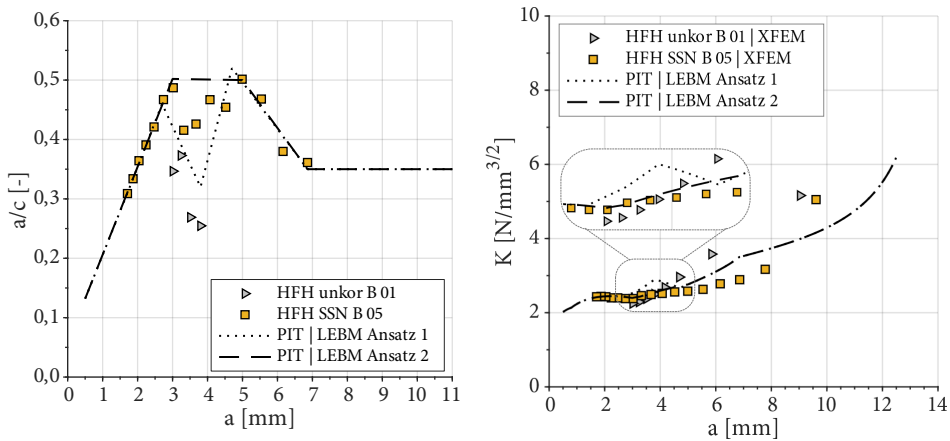 0,6
0,5
0,4
0,3
0,2
0,1
0,0
a/c [-]
0 1 2 3 4 5 6 7 8 9 10 11
a [mm]
HFH unkor B 01
HFH SSN B 05
PIT | LEBM Ansatz 1
PIT | LEBM Ansatz 2
10
8
6
4
2
0
K [N/mm^3/2]
0 2 4 6 8 10 12 14
a [mm]
HFH unkor B 01 | XFEM
HFH SSN B 05 | XFEM
PIT | LEBM Ansatz 1
PIT | LEBM Ansatz 2